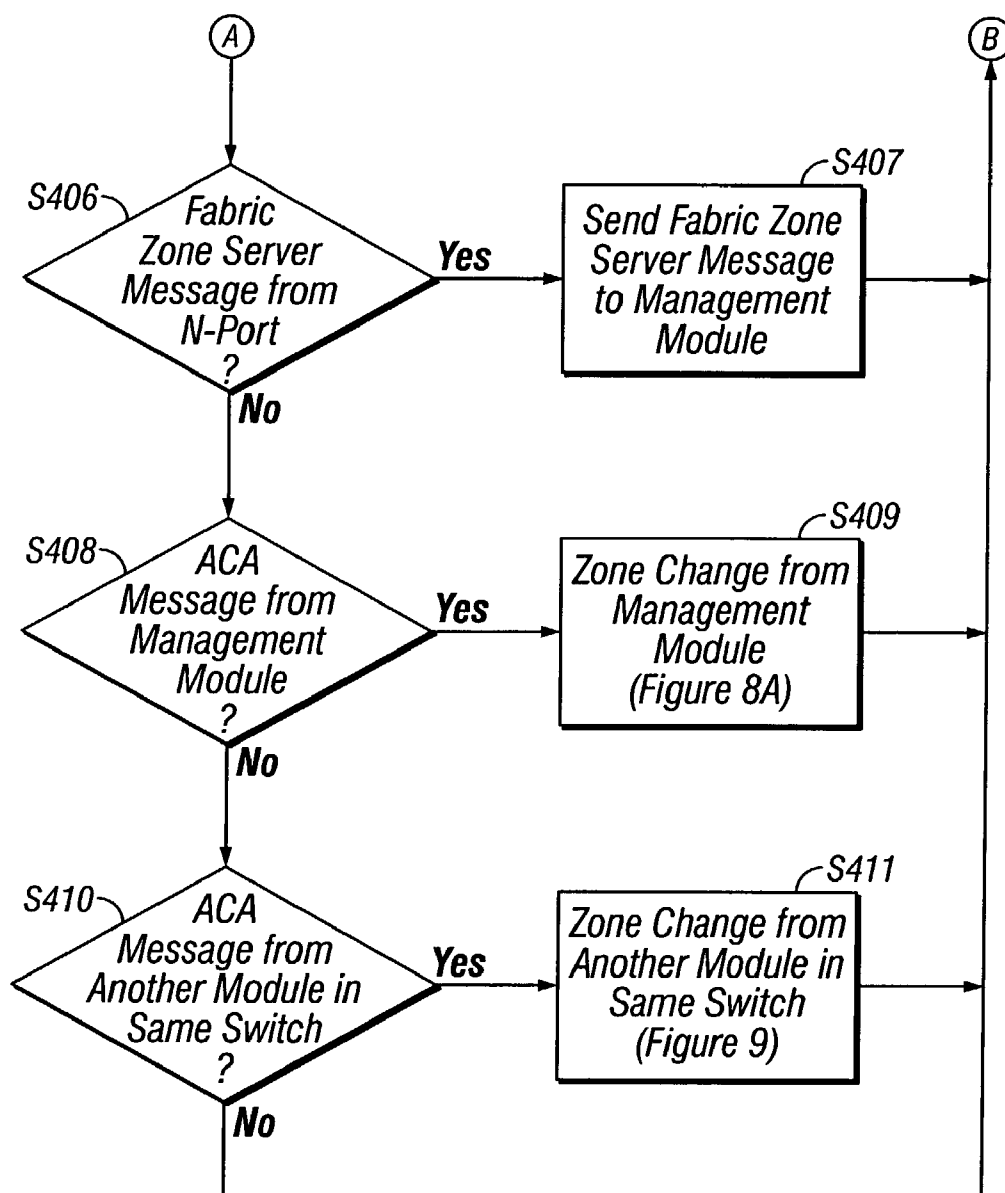 A
B
S406
Fabric
Zone Server
Message from
N-Port
?
Yes
No
S407
Send Fabric Zone
Server Message
to Management
Module
S408
ACA
Message from
Management
Module
?
Yes
No
S409
Zone Change from
Management
Module
(Figure 8A)
S410
ACA
Message from
Another Module in
Same Switch
?
Yes
No
S411
Zone Change from
Another Module in
Same Switch
(Figure 9)